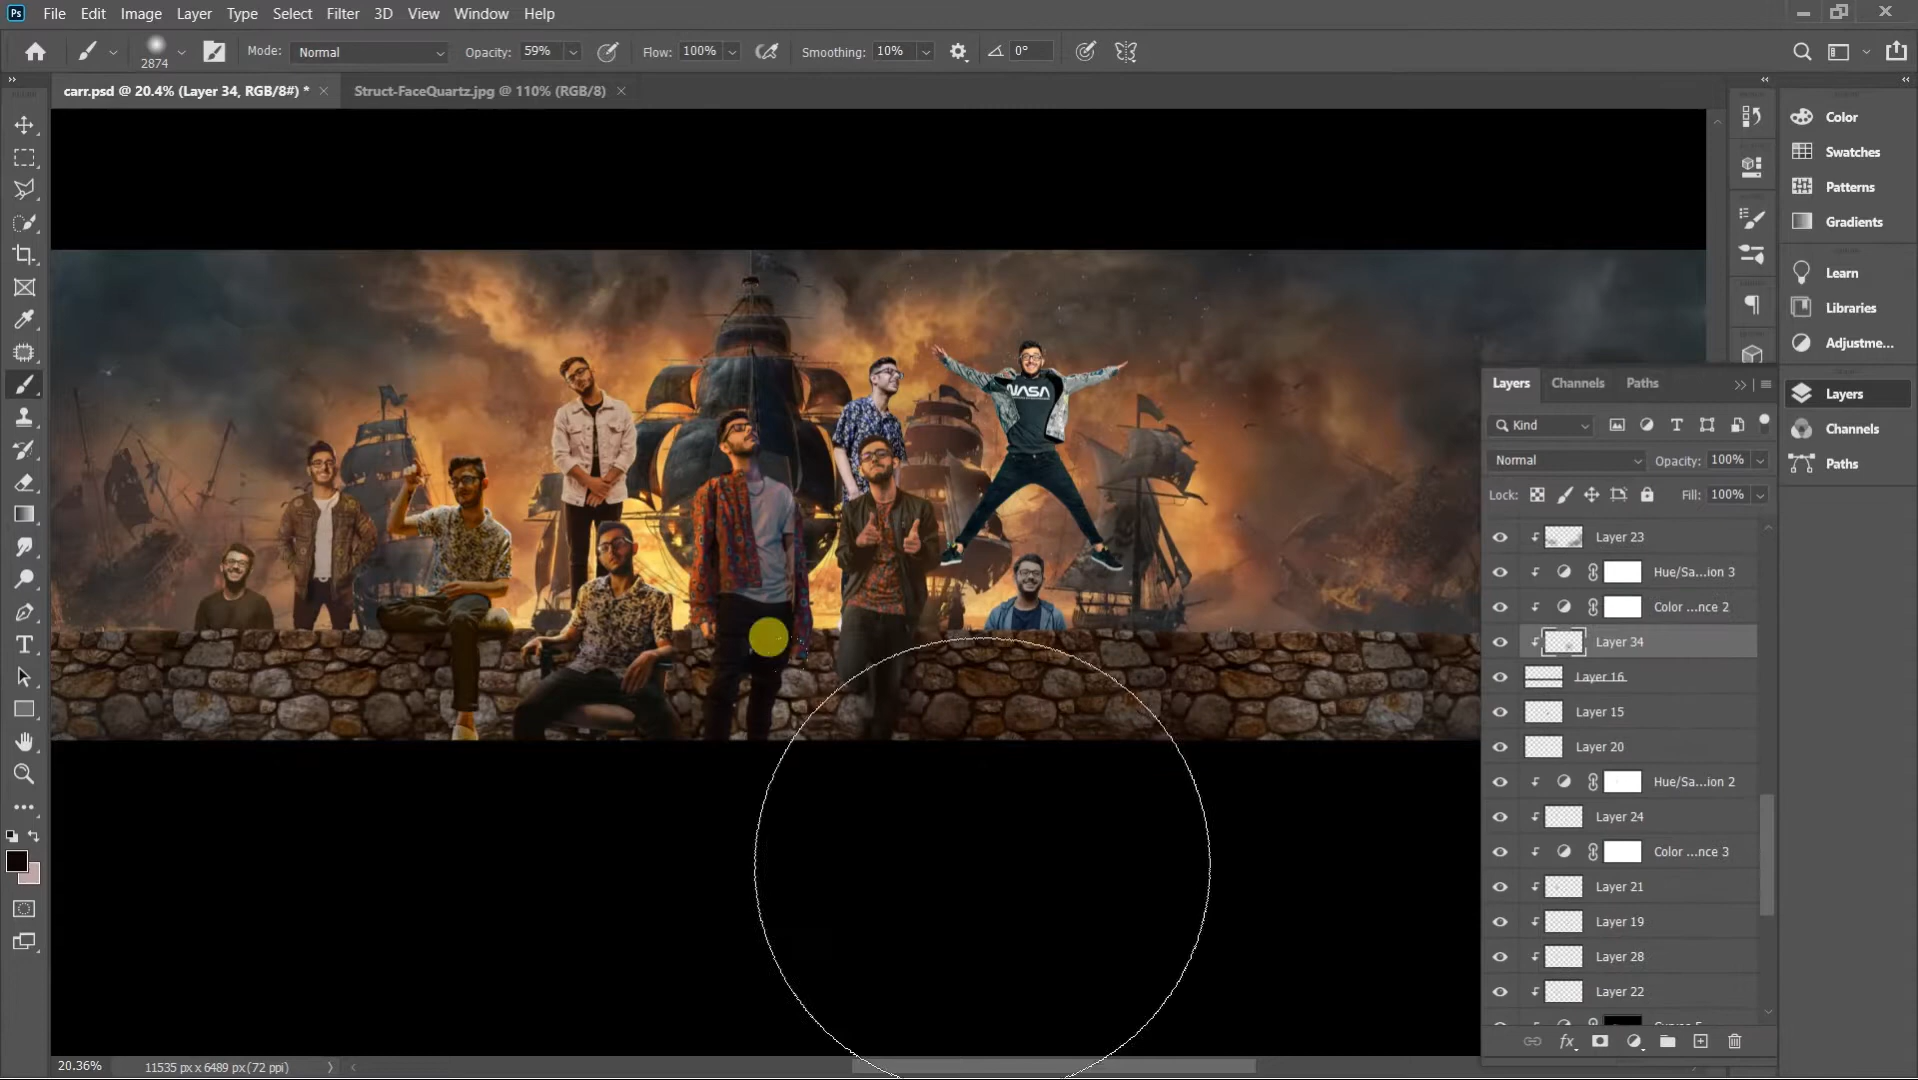 Ps File Edit Image Layer Type Select Filter 3D View Window Help
2874 Mode: Normal Opacity: 59% Flow: 100% Smoothing: 10% 0°
carr.psd @ 20.4% (Layer 34, RGB/8#) * Struct-FaceQuartz.jpg @ 110% (RGB/8)
Color
Swatches
Patterns
Gradients
Learn
Libraries
Adjustme...
Layers
Channels
Paths
NASA
Layers Channels Paths
Kind
Normal Opacity: 100%
Lock: Fill: 100%
Layer 23
Hue/Sa...ion 3
Color ...nce 2
Layer 34
Layer 16
Layer 15
Layer 20
Hue/Sa...ion 2
Layer 24
Color ...nce 3
Layer 21
Layer 19
Layer 28
Layer 22
fx
20.36% 11535 px x 6489 px (72 ppi)